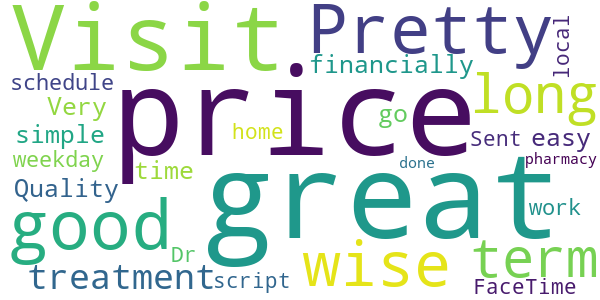 Visit Pretty local
schedule financially
Very price long
simple home go Sent easy
weekday time great done pharmacy
Quality work
good Dr wise term
treatment script FaceTime